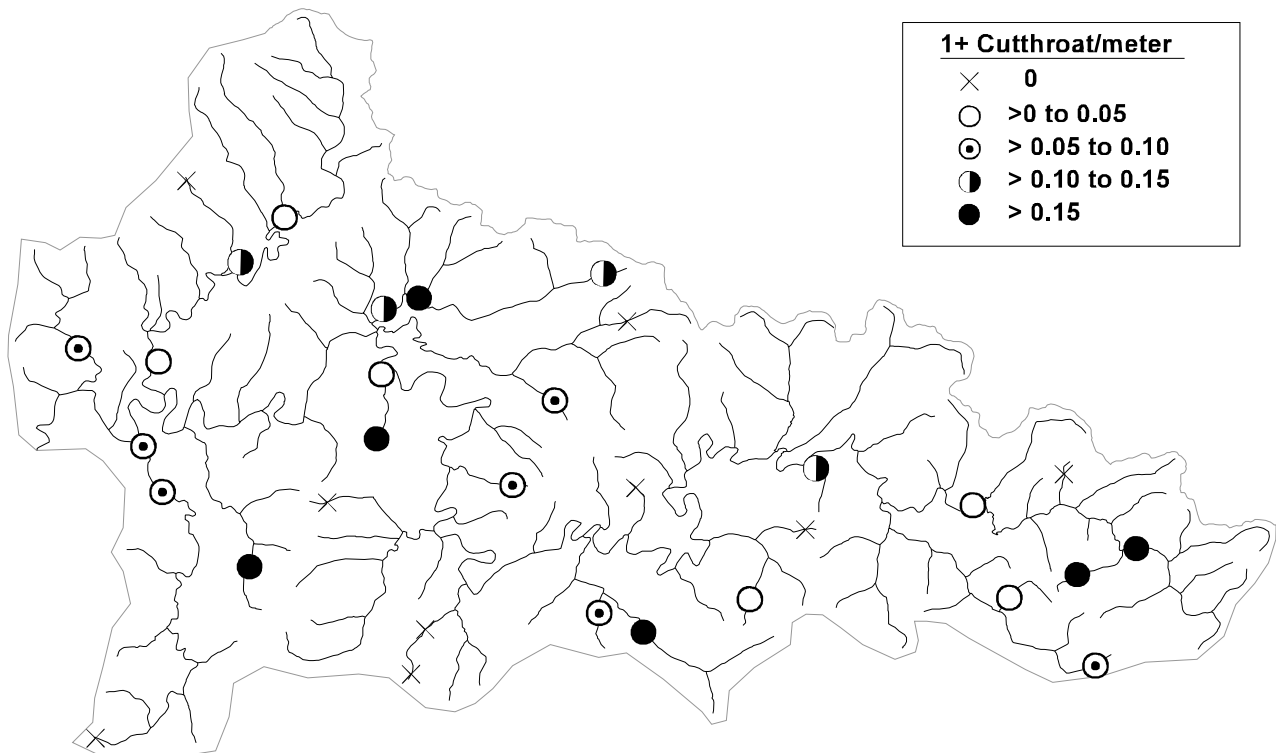 1+ Cutthroat/meter
0
>0 to 0.05
> 0.05 to 0.10
> 0.10 to 0.15
> 0.15